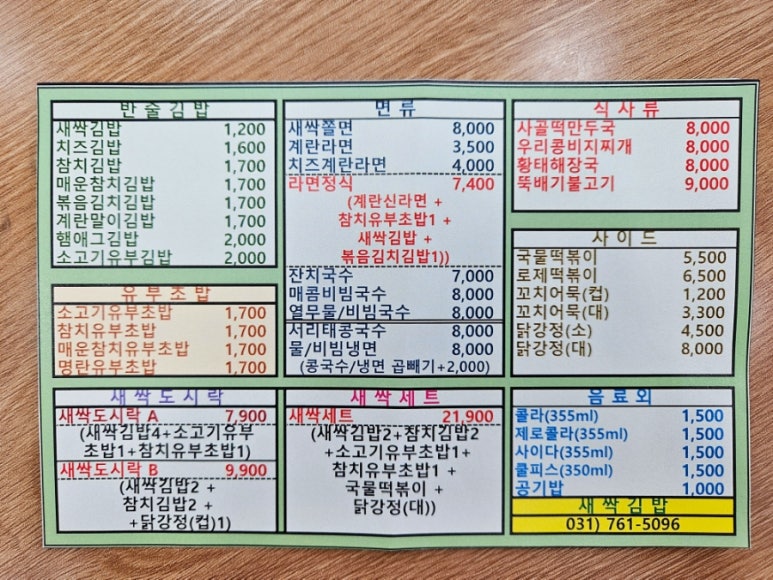 반줄김밥
새싹김밥 1,200
치즈김밥 1,600
참치김밥 1,700
매운참치김밥 1,700
볶음김치김밥 1,700
계란말이김밥 1,700
햄애그김밥 2,000
소고기유부김밥 2,000
유부초밥
소고기유부초밥 1,700
참치유부초밥 1,700
매운참치유부초밥 1,700
명란유부초밥 1,700
새싹도시락
새싹도시락 A 7,900
(새싹김밥4+소고기유부
초밥1+참치유부초밥1)
새싹도시락 B 9,900
(새싹김밥2 +
참치김밥2 +
+닭강정(컵)1)
면류
새싹쫄면 8,000
계란라면 3,500
치즈계란라면 4,000
라면정식 7,400
(계란신라면 +
참치유부초밥1 +
새싹김밥 +
볶음김치김밥1))
잔치국수 7,000
매콤비빔국수 8,000
열무물/비빔국수 8,000
서리태콩국수 8,000
물/비빔냉면 8,000
(콩국수/냉면 곱빼기+2,000)
새싹세트
새싹세트 21,900
(새싹김밥2+참치김밥2
+소고기유부초밥1+
참치유부초밥1 +
국물떡볶이 +
닭강정(대))
식사류
사골떡만두국 8,000
우리콩비지찌개 8,000
황태해장국 8,000
뚝배기불고기 9,000
사이드
국물떡볶이 5,500
로제떡볶이 6,500
꼬치어묵(컵) 1,200
꼬치어묵(대) 3,300
닭강정(소) 4,500
닭강정(대) 8,000
음료외
콜라(355ml) 1,500
제로콜라(355ml) 1,500
사이다(355ml) 1,500
쿨피스(350ml) 1,500
공기밥 1,000
새싹김밥
031) 761-5096